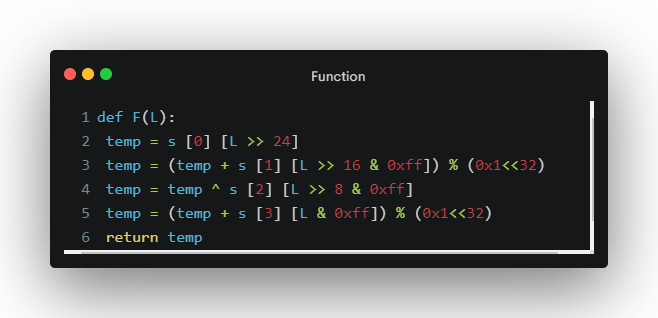 Function
1 def F(L):
2 temp = s [0] [L >> 24]
3 temp = (temp + s [1] [L >> 16 & 0xff]) % (0x1<<32)
4 temp = temp ^ s [2] [L >> 8 & 0xff]
5 temp = (temp + s [3] [L & 0xff]) % (0x1<<32)
6 return temp